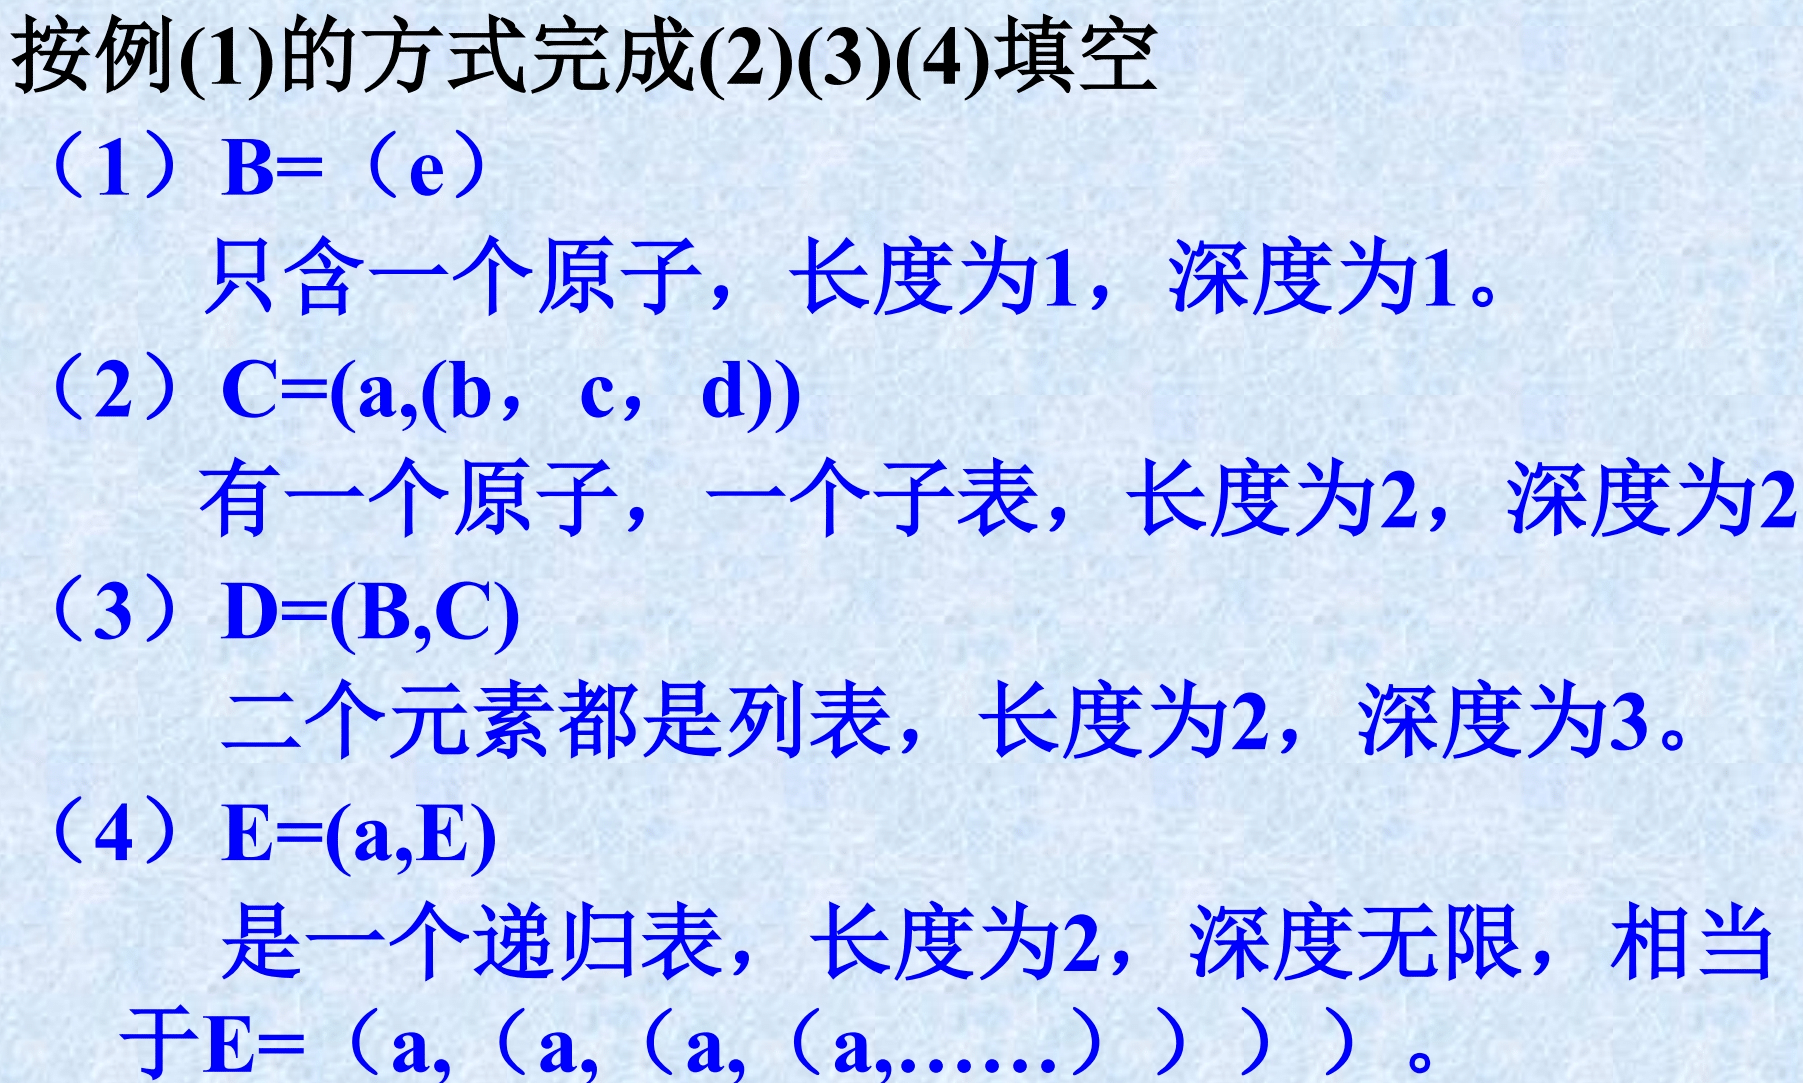 按例(1)的方式完成(2)(3)(4)填空
（1）B=（e）
只含一个原子，长度为1，深度为1。
（2）C=(a,(b，c，d))
有一个原子，一个子表，长度为2，深度为2
（3）D=(B,C)
二个元素都是列表，长度为2，深度为3。
（4）E=(a,E)
是一个递归表，长度为2，深度无限，相当
于E=（a,（a,（a,（a,……））））。